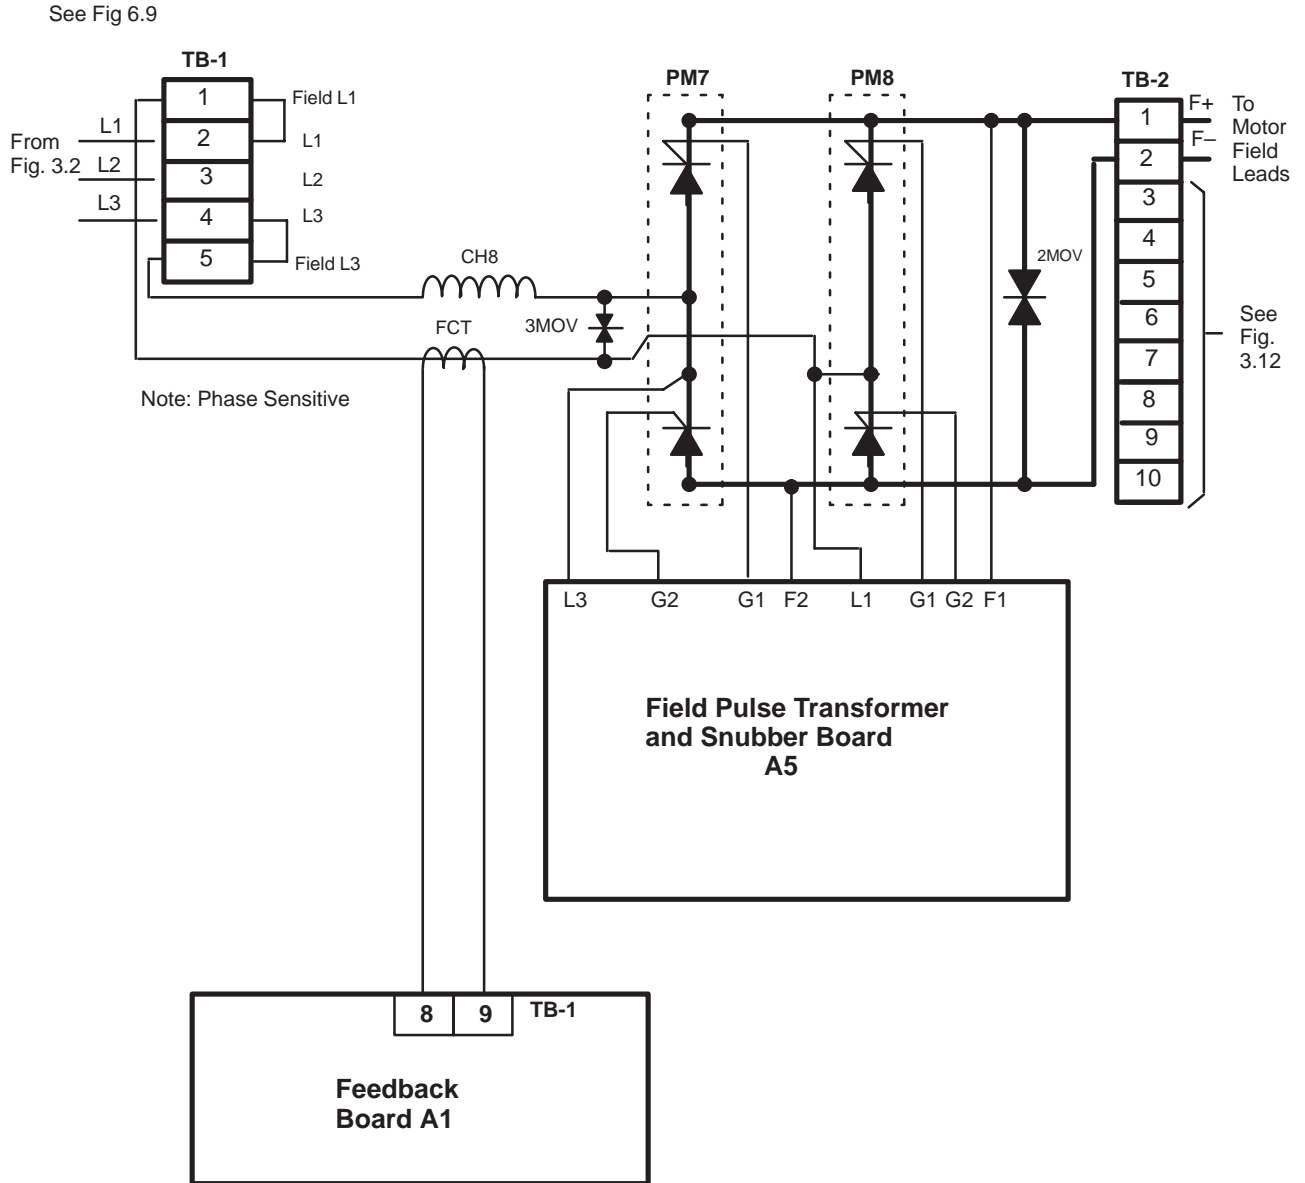 See Fig 6.9
TB-1
1
2
3
4
5
Field L1
L1
L2
L3
Field L3
From
Fig. 3.2
L1
L2
L3
CH8
FCT
3MOV
Note: Phase Sensitive
PM7
PM8
2MOV
TB-2
1
2
3
4
5
6
7
8
9
10
F+
F–
To
Motor
Field
Leads
See
Fig.
3.12
L3 G2 G1 F2 L1 G1 G2 F1
Field Pulse Transformer
and Snubber Board
A5
8 9 TB-1
Feedback
Board A1